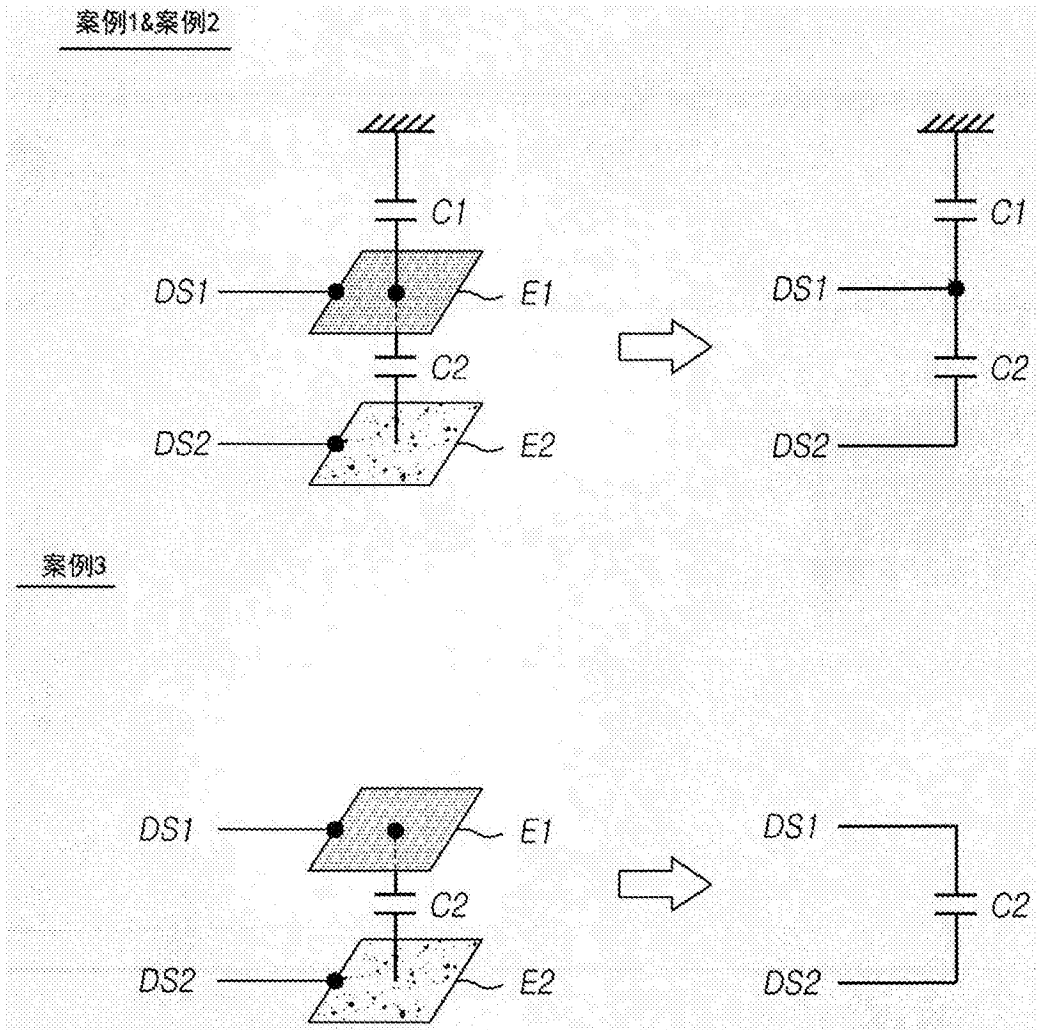 案例1&案例2
C1 C1
DS1 E1 DS1
C2 C2
DS2 E2 DS2
案例3
DS1 E1 DS1
C2 C2
DS2 E2 DS2